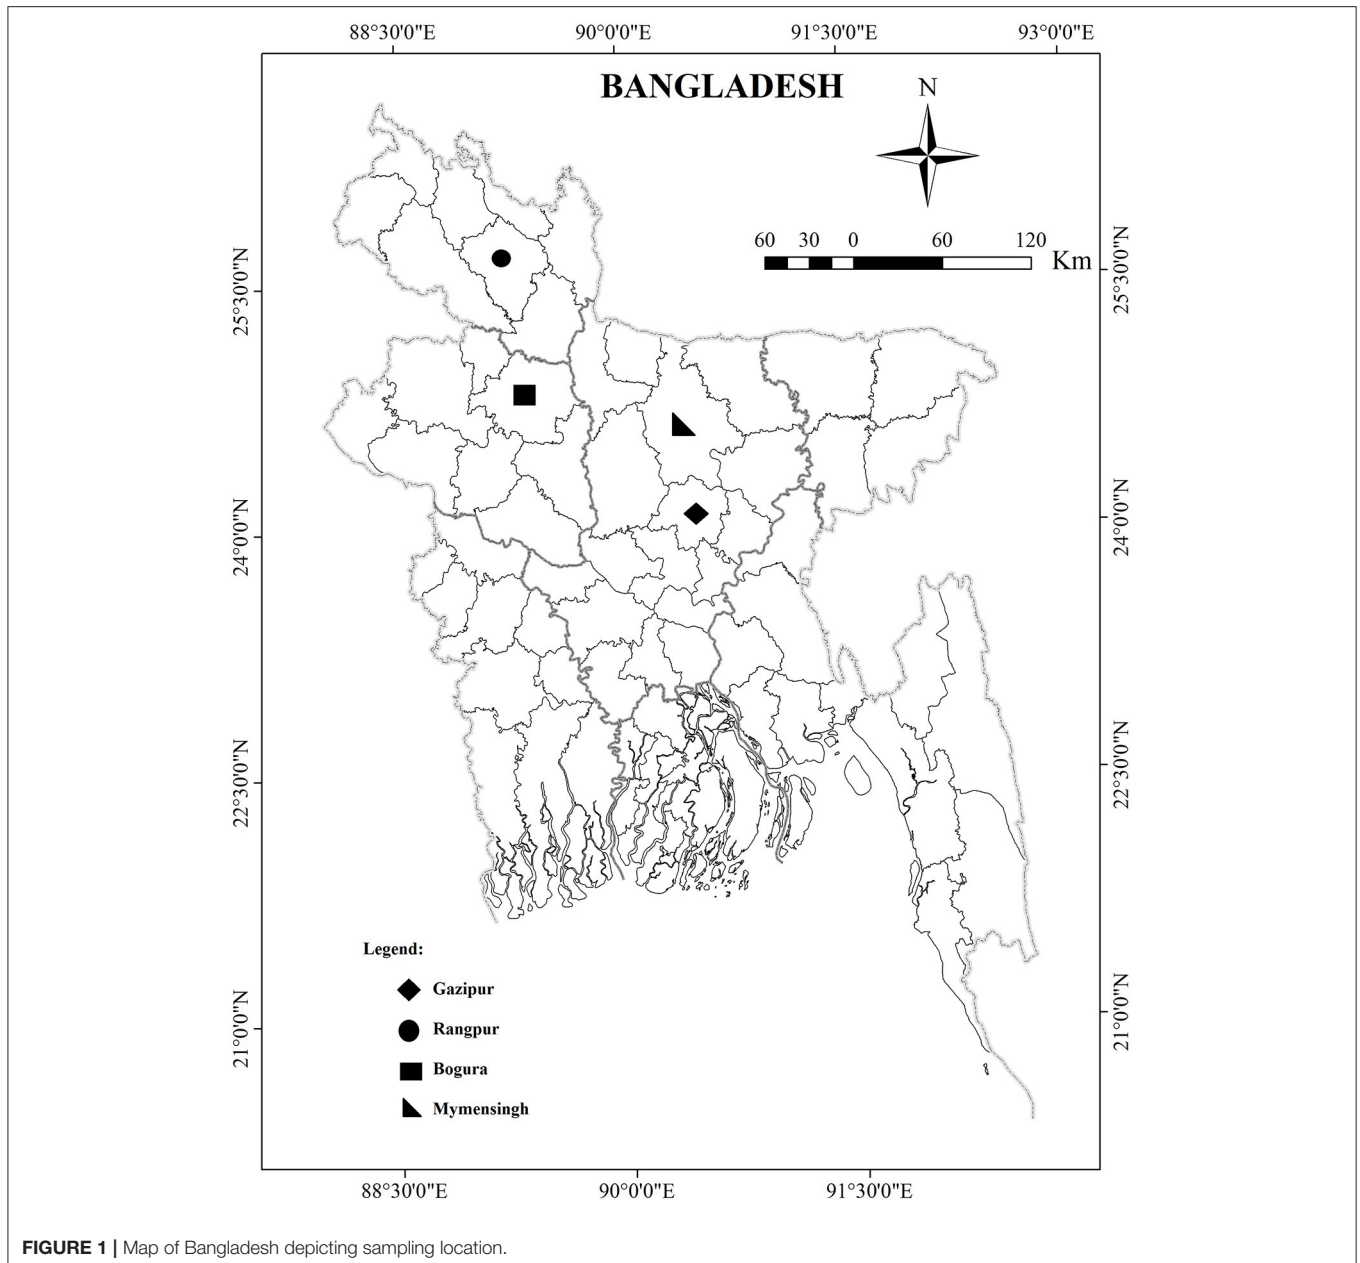 88°30'0"E 90°0'0"E 91°30'0"E 93°0'0"E
BANGLADESH
N
60 30 0 60 120
Km
25°30'0"N
25°30'0"N
24°0'0"N
24°0'0"N
22°30'0"N
22°30'0"N
21°0'0"N
21°0'0"N
Legend:
Gazipur
Rangpur
Bogura
Mymensingh
88°30'0"E 90°0'0"E 91°30'0"E
FIGURE 1 | Map of Bangladesh depicting sampling location.